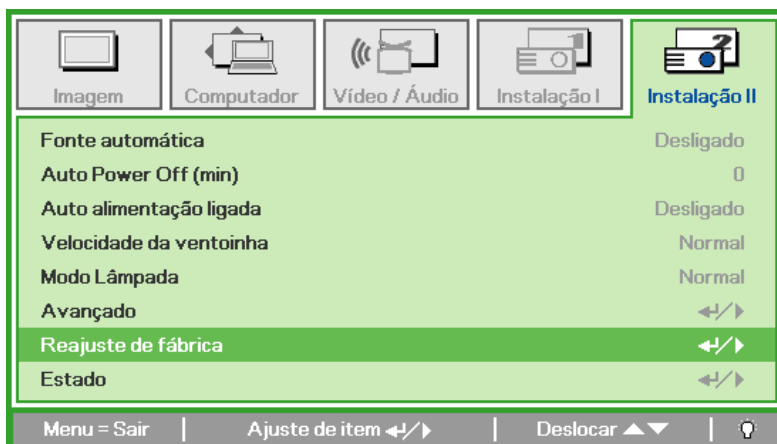 Imagem Computador Vídeo / Áudio Instalação I Instalação II
Fonte automática Desligado
Auto Power Off (min) 0
Auto alimentação ligada Desligado
Velocidade da ventoinha Normal
Modo Lâmpada Normal
Avançado ↵/▶
Reajuste de fábrica ↵/▶
Estado ↵/▶
Menu = Sair | Ajuste de item ↵/▶ | Deslocar ▲▼ |